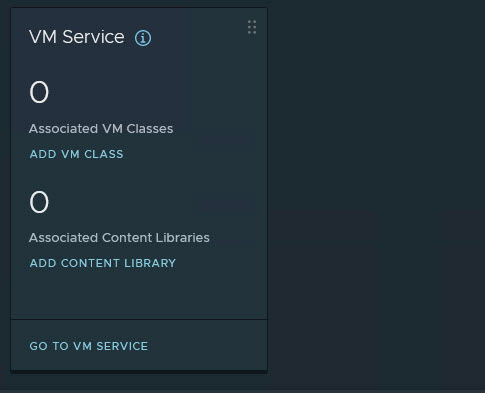 VM Service
0
Associated VM Classes
ADD VM CLASS
0
Associated Content Libraries
ADD CONTENT LIBRARY
GO TO VM SERVICE